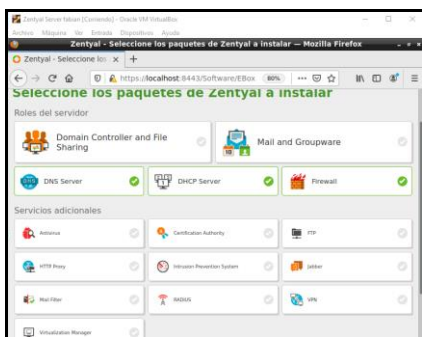 Zentyal Server fabian [Corriendo] - Oracle VM VirtualBox
Archivo Máquina Ver Entrada Dispositivos Ayuda
Zentyal - Seleccione los paquetes de Zentyal a instalar — Mozilla Firefox
Zentyal - Seleccione los
https://localhost:8443/Software/EBox 80%
Seleccione los paquetes de Zentyal a instalar
Roles del servidor
Domain Controller and File Sharing
Mail and Groupware
DNS Server
DHCP Server
Firewall
Servicios adicionales
Antivirus
Certification Authority
FTP
HTTP Proxy
Intrusion Prevention System
Jabber
Mail Filter
RADIUS
VPN
Virtualization Manager